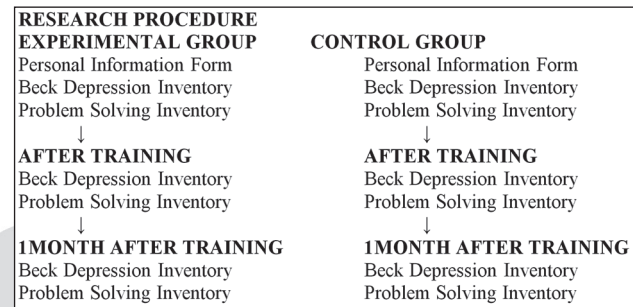 RESEARCH PROCEDURE
EXPERIMENTAL GROUP CONTROL GROUP
Personal Information Form Personal Information Form
Beck Depression Inventory Beck Depression Inventory
Problem Solving Inventory Problem Solving Inventory
↓ ↓
AFTER TRAINING AFTER TRAINING
Beck Depression Inventory Beck Depression Inventory
Problem Solving Inventory Problem Solving Inventory
↓ ↓
1MONTH AFTER TRAINING 1MONTH AFTER TRAINING
Beck Depression Inventory Beck Depression Inventory
Problem Solving Inventory Problem Solving Inventory